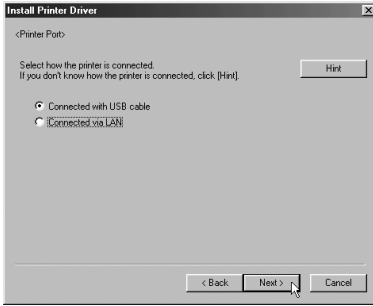 Install Printer Driver
<Printer Port>
Select how the printer is connected.
If you don't know how the printer is connected, click [Hint].
Hint
Connected with USB cable
Connected via LAN
< Back
Next >
Cancel